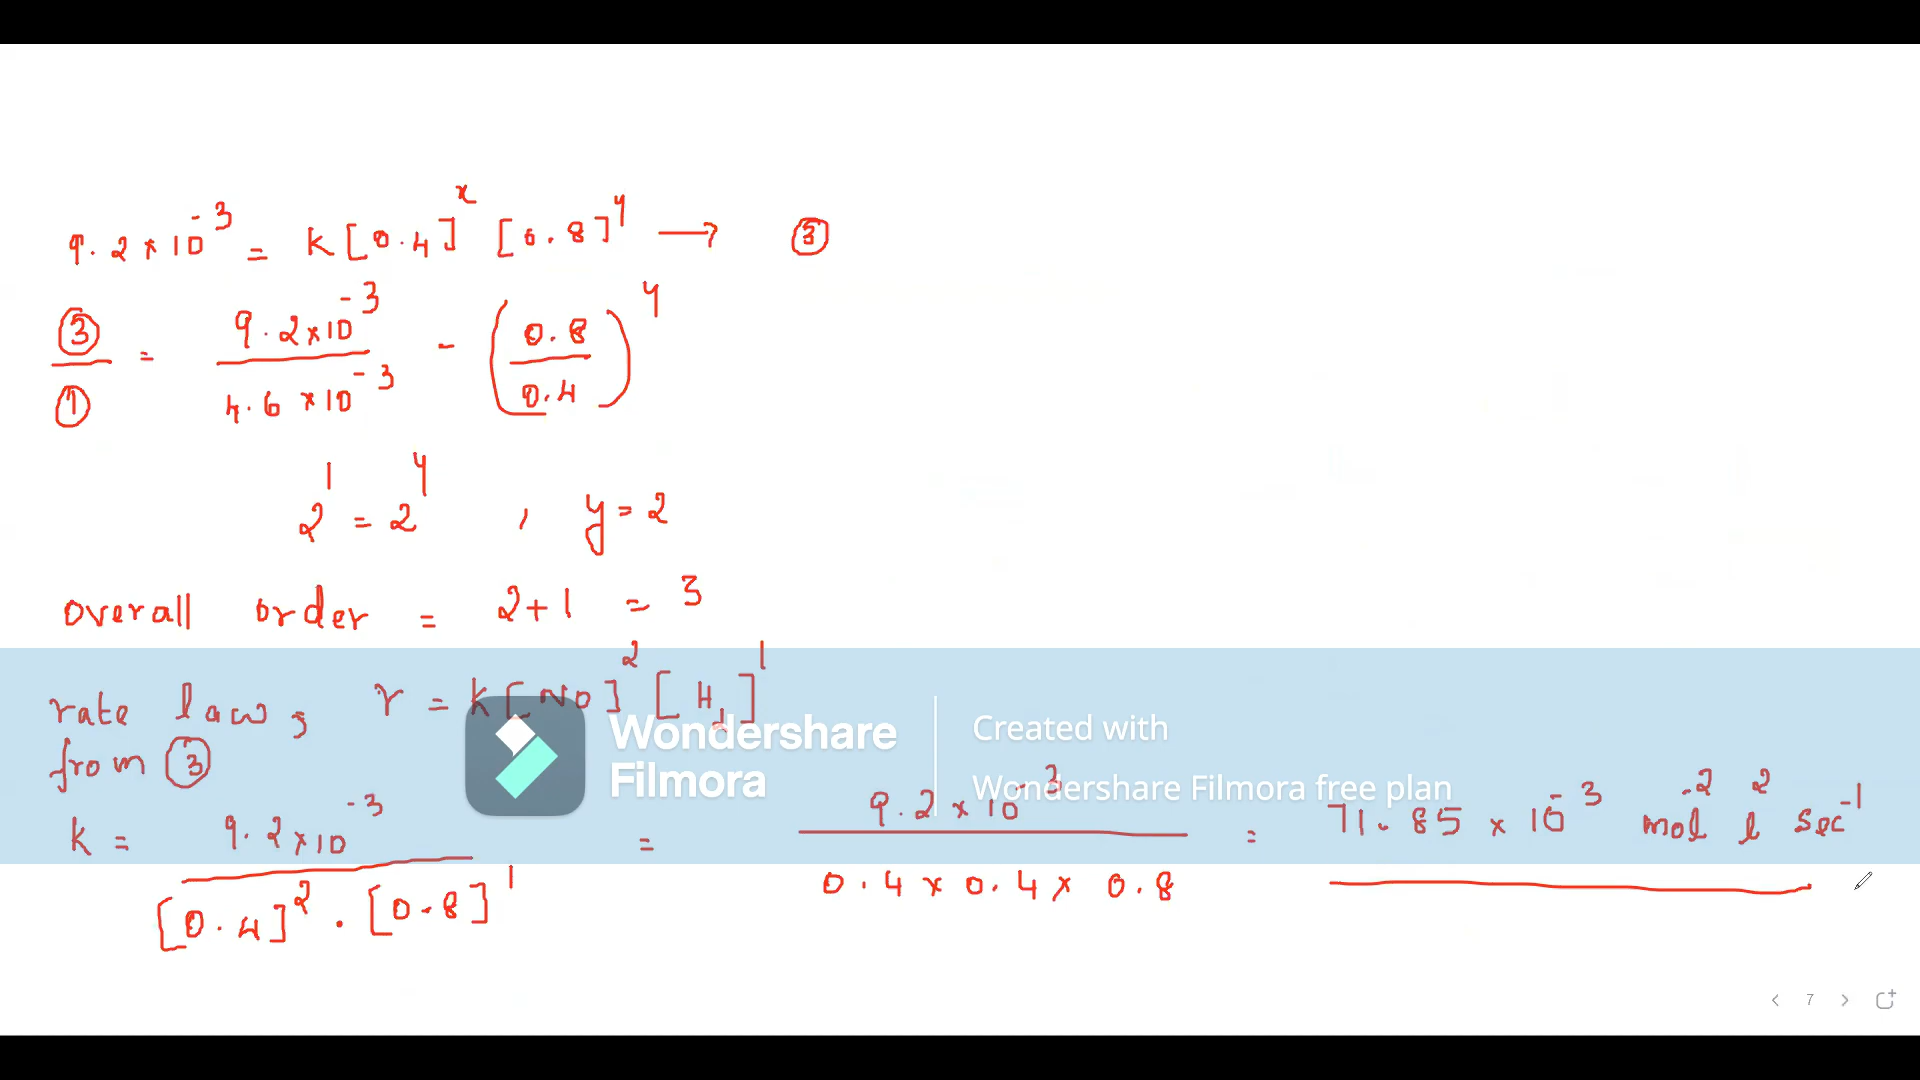 9.2×10⁻³ = K[0.4]ˣ [0.8]ʸ → ③
③/① = 9.2×10⁻³/4.6×10⁻³ - (0.8/0.4)ʸ
2¹ = 2ʸ , y = 2
overall order = 2+1 = 3
rate law, r = k[NO]² [H₂]¹
from ③
k = 9.2×10⁻³/[0.4]² . [0.8]¹ = 9.2×10⁻³/0.4×0.4×0.8 = 71.85 × 10⁻³ mol⁻² l² sec⁻¹
Wondershare
Filmora
Created with
Wondershare Filmora free plan
7